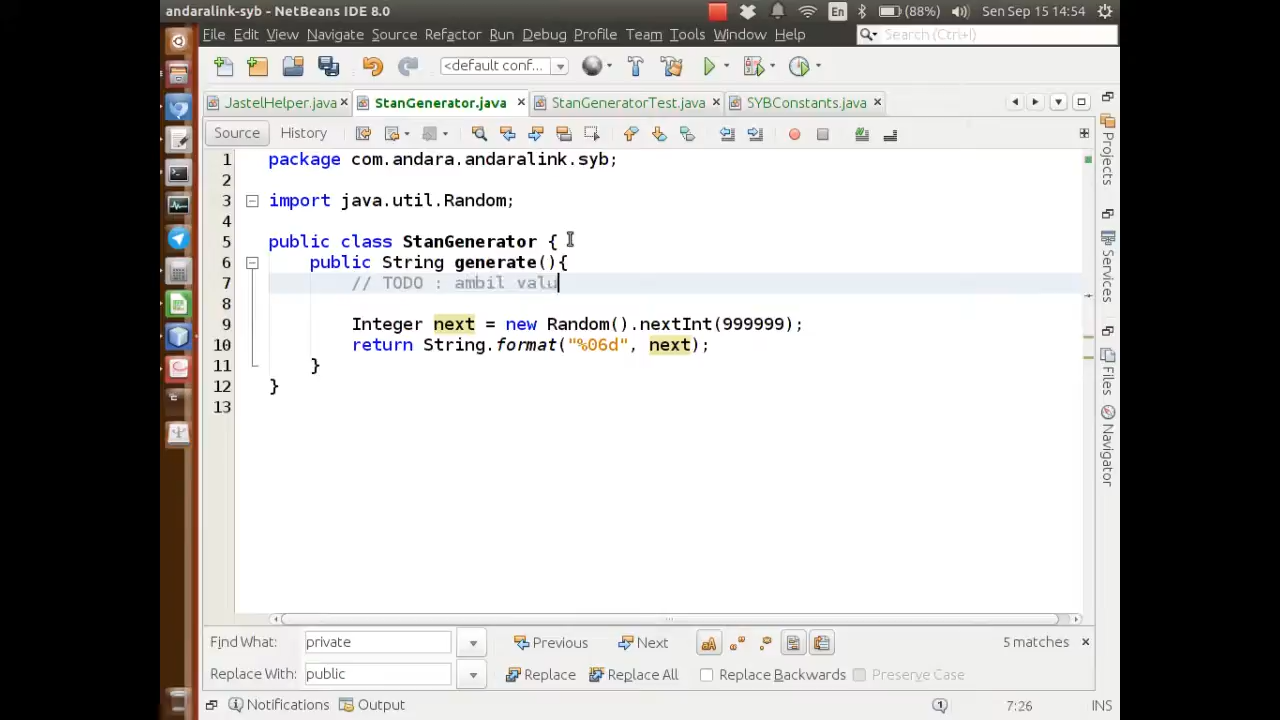 andaralink-syb - NetBeans IDE 8.0
En (88%) Sen Sep 15 14:54
File Edit View Navigate Source Refactor Run Debug Profile Team Tools Window Help Search (Ctrl+I)
<default conf...
JastelHelper.java StanGenerator.java StanGeneratorTest.java SYBConstants.java
Source History
1 package com.andara.andaralink.syb;
2
3 import java.util.Random;
4
5 public class StanGenerator {
6 public String generate(){
7 // TODO : ambil valu
8
9 Integer next = new Random().nextInt(999999);
10 return String.format("%06d", next);
11 }
12 }
13
Projects
Services
Files
Navigator
Find What: private Previous Next 5 matches
Replace With: public Replace Replace All Replace Backwards Preserve Case
Notifications Output 1 7:26 INS